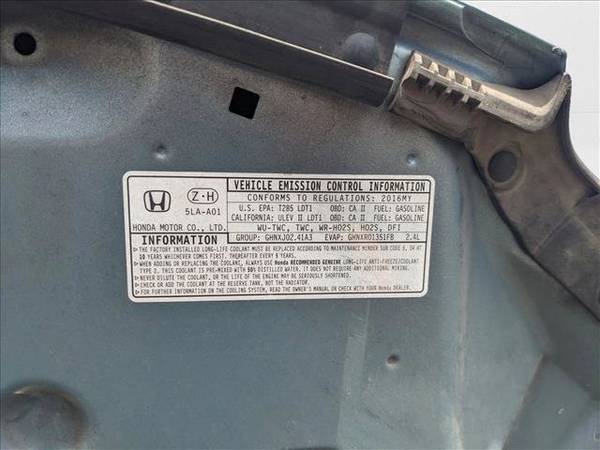 Z-H
5LA-A01
HONDA MOTOR CO., LTD.
INFORMATION
VEHICLE EMISSION CONTROL INFORMATION
CONFORMS TO REGULATIONS: 2016MY
U.S. EPA: T2B5 LDT1 OBD: CA II FUEL: GASOLINE
CALIFORNIA: ULEV II LDT1 OBD: CA II FUEL: GASOLINE
WU-TWC, TWC, WR-HO2S, HO2S, DFI
GROUP: GHNXJ02.41A3 EVAP: GHNXR0135IFB 2.4L
▶THE FACTORY INSTALLED LONG-LIFE COOLANT MUST BE REPLACED ACCORDING TO MAINTENANCE MINDER SUB CODE 5, OR AT
10 YEARS WHICHEVER COMES FIRST, THEREAFTER EVERY 5 YEARS.
▶WHEN ADDING OR REPLACING THE COOLANT, ALWAYS USE Honda RECOMMENDED GENUINE LONG-LIFE ANTI-FREEZE/COOLANT
TYPE 2. THIS COOLANT IS PRE-MIXED WITH 50% DISTILLED WATER. IT DOES NOT REQUIRE ANY ADDITIONAL MIXING.
▶NEVER USE UNDILUTED COOLANT, OR THE LIFE OF THE ENGINE MAY BE SERIOUSLY AFFECTED.
▶CHECK OR ADD THE COOLANT AT THE RESERVE TANK, NOT THE RADIATOR.
▶FOR FURTHER INFORMATION ON THE COOLING SYSTEM, READ THE OWNER'S MANUAL OR CHECK WITH YOUR Honda DEALER.